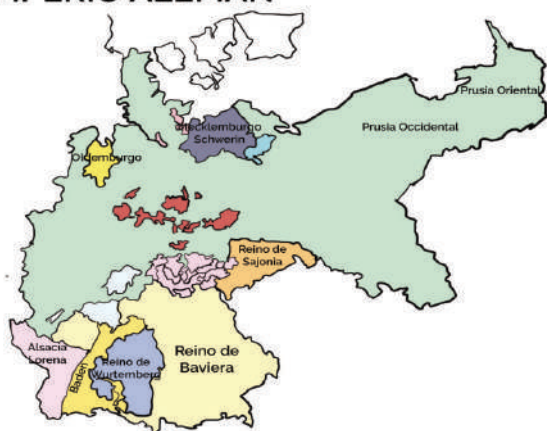 Prusia Oriental
Prusia Occidental
Mecklemburgo
Schwerin
Oldemburgo
Reino de
Sajonia
Alsacia
Lorena
Baden
Reino de
Wurtemberg
Reino de
Baviera